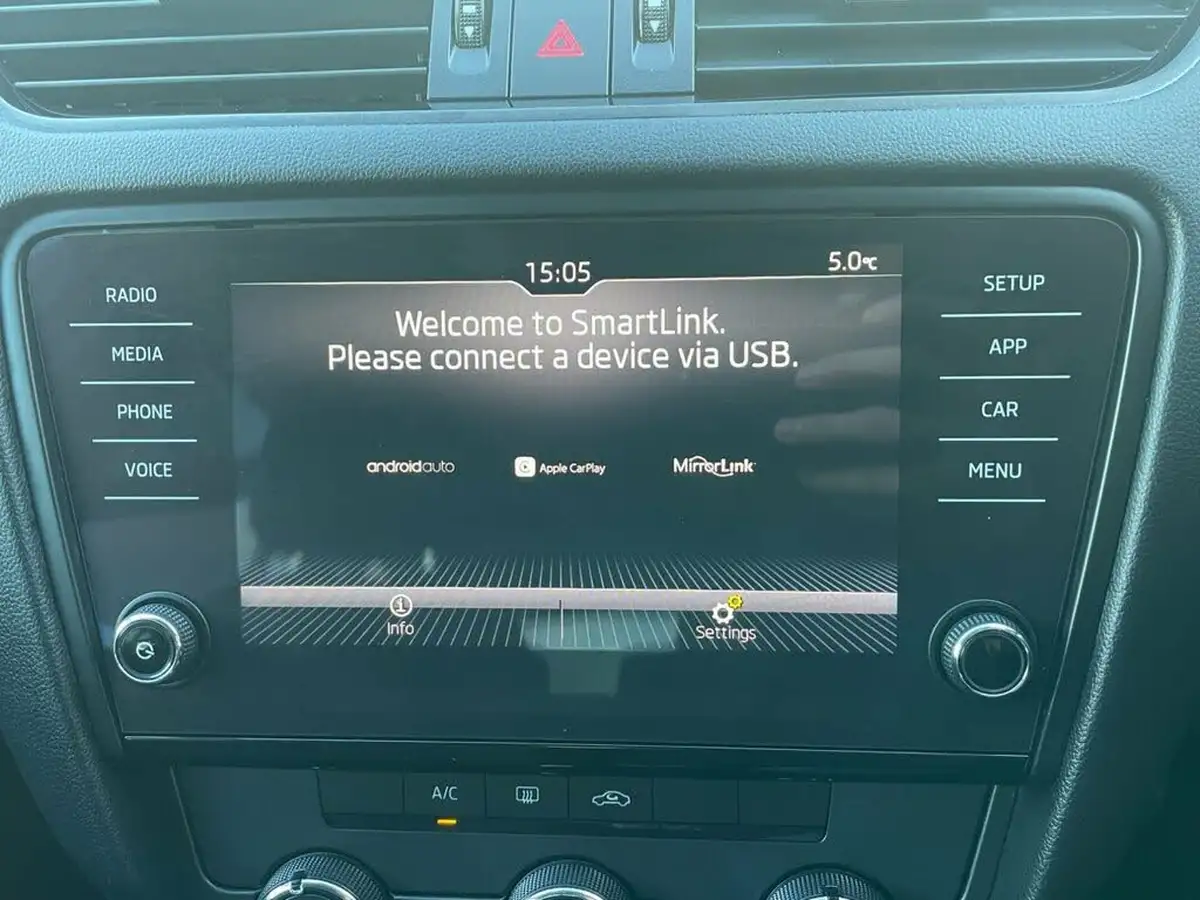 15:05
5.0°C
Welcome to SmartLink.
Please connect a device via USB.
androidauto
Apple CarPlay
MirrorLink
Info
Settings
RADIO
MEDIA
PHONE
VOICE
SETUP
APP
CAR
MENU
A/C